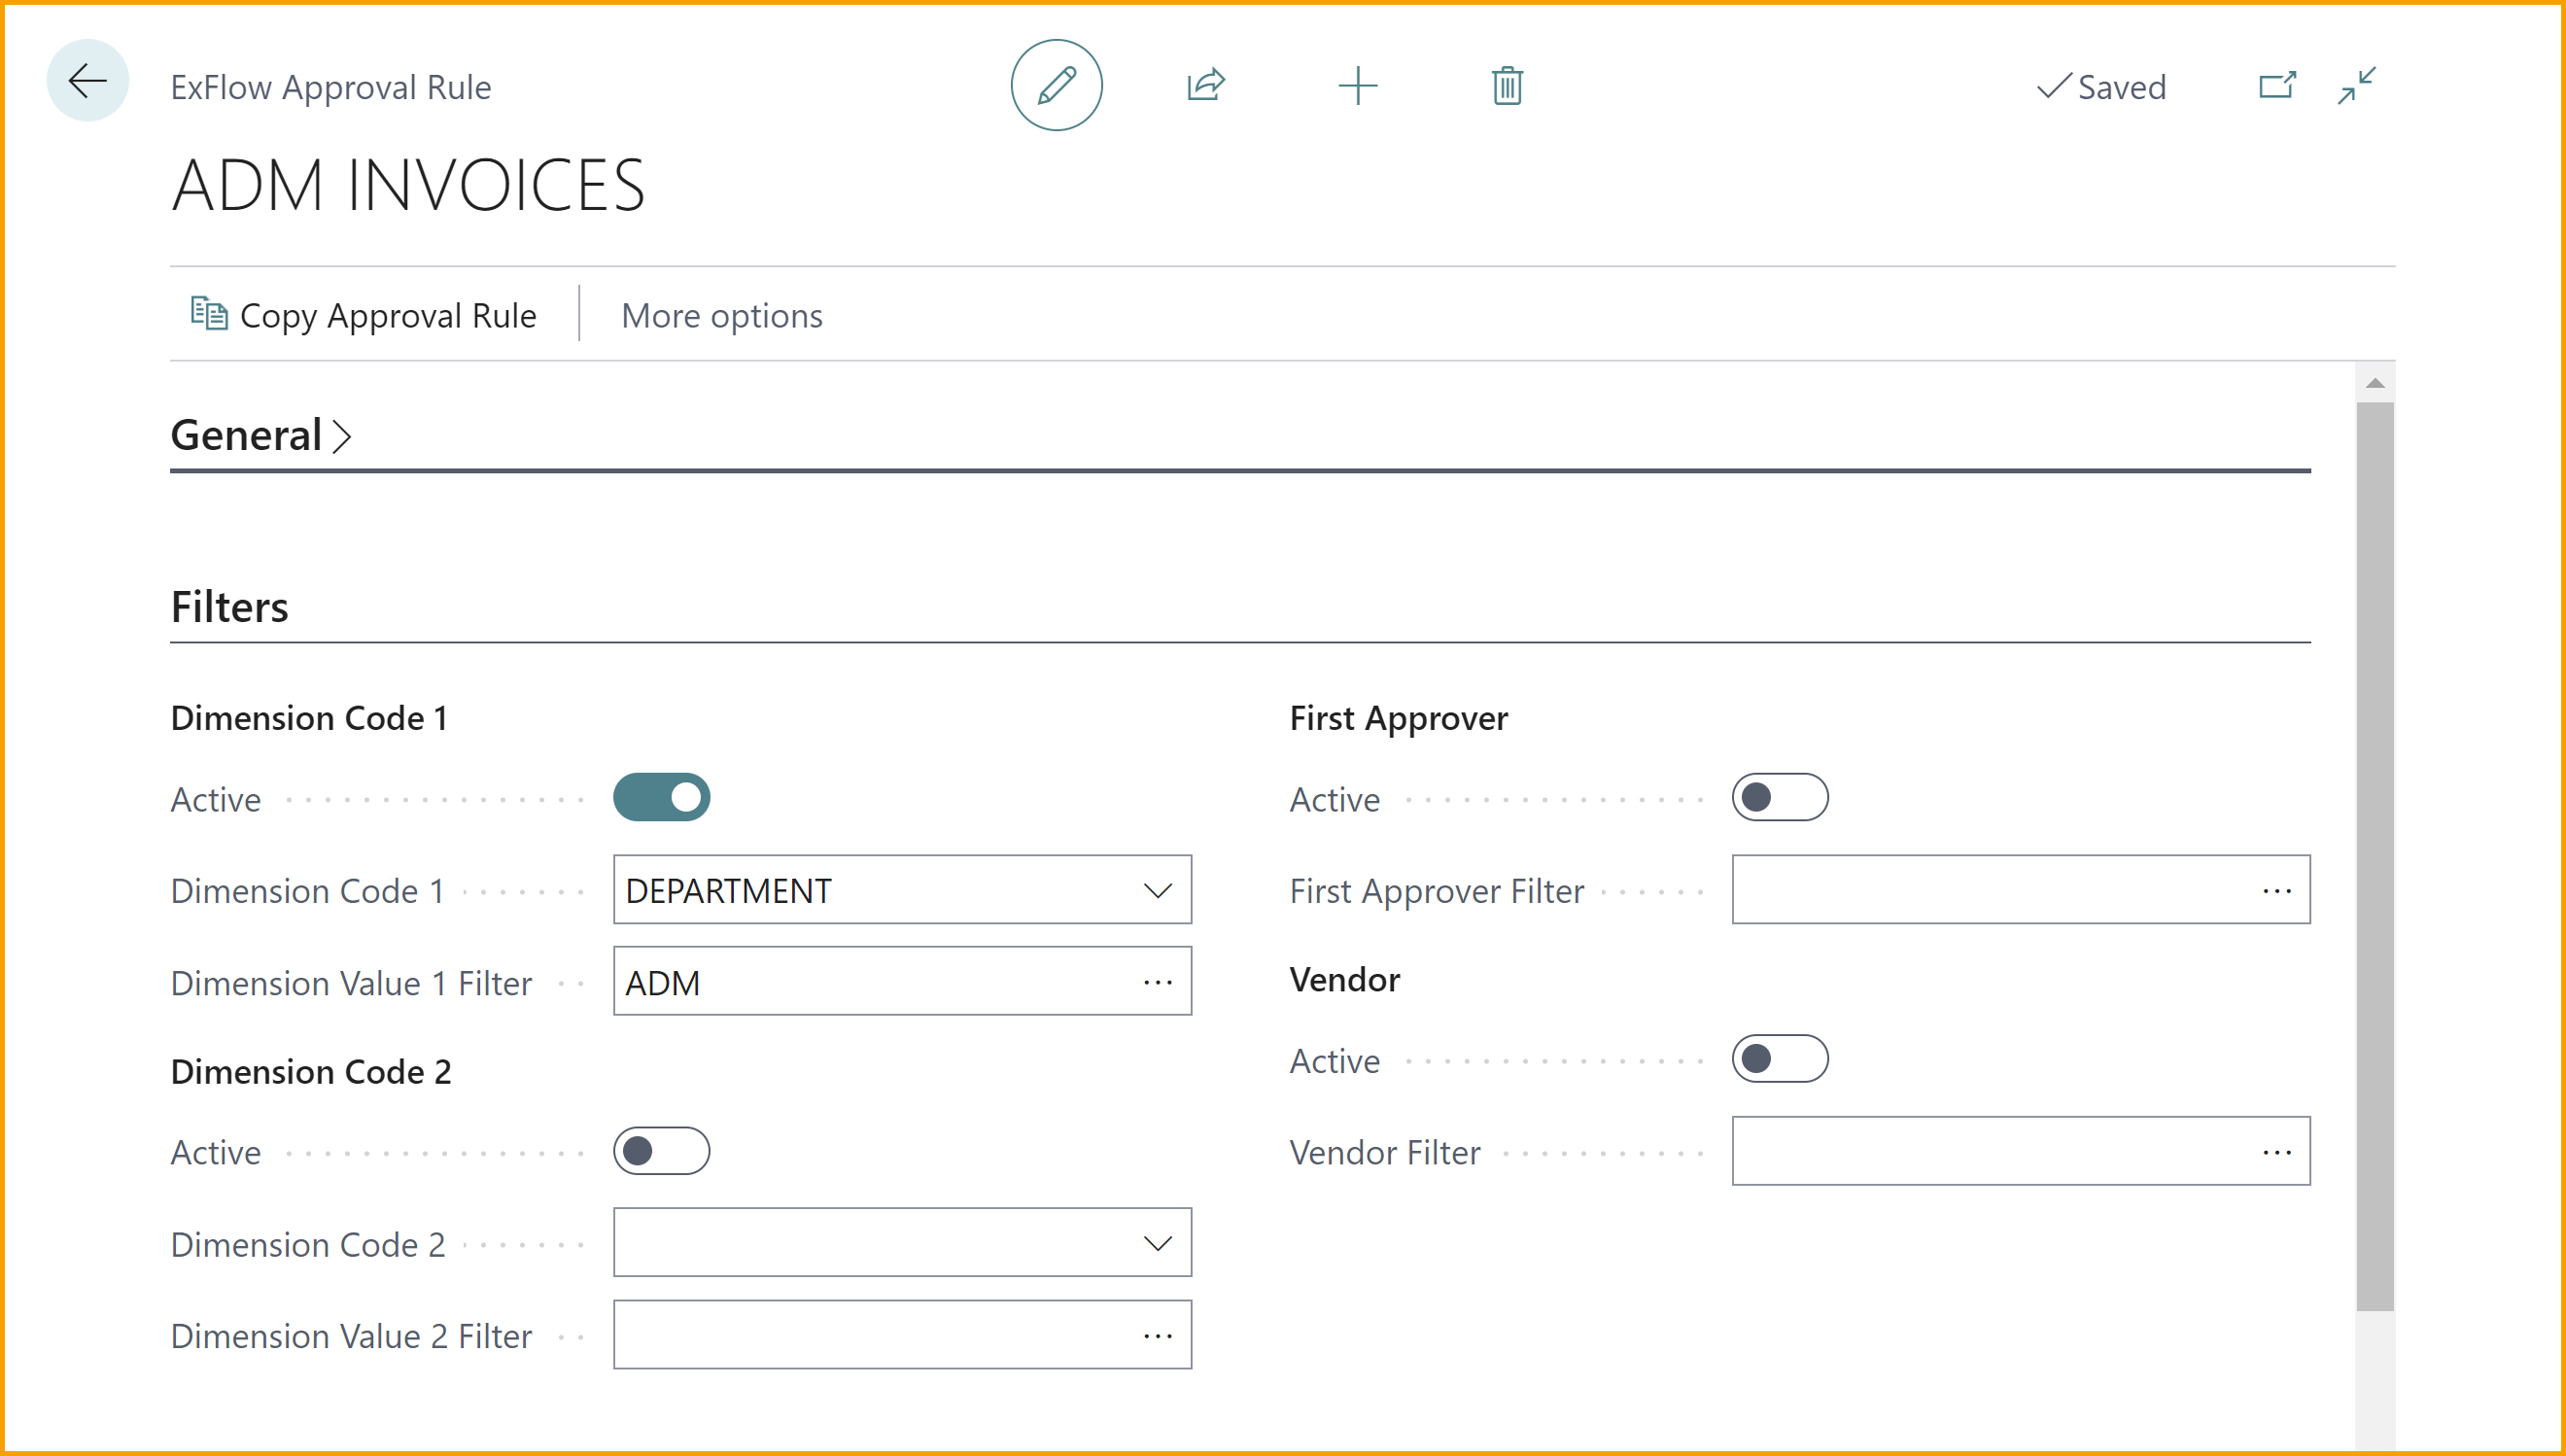 ExFlow Approval Rule
Saved
ADM INVOICES
Copy Approval Rule
More options
General
Filters
Dimension Code 1
Active
Dimension Code 1
DEPARTMENT
Dimension Value 1 Filter
ADM
Dimension Code 2
Active
Dimension Code 2
Dimension Value 2 Filter
First Approver
Active
First Approver Filter
Vendor
Active
Vendor Filter